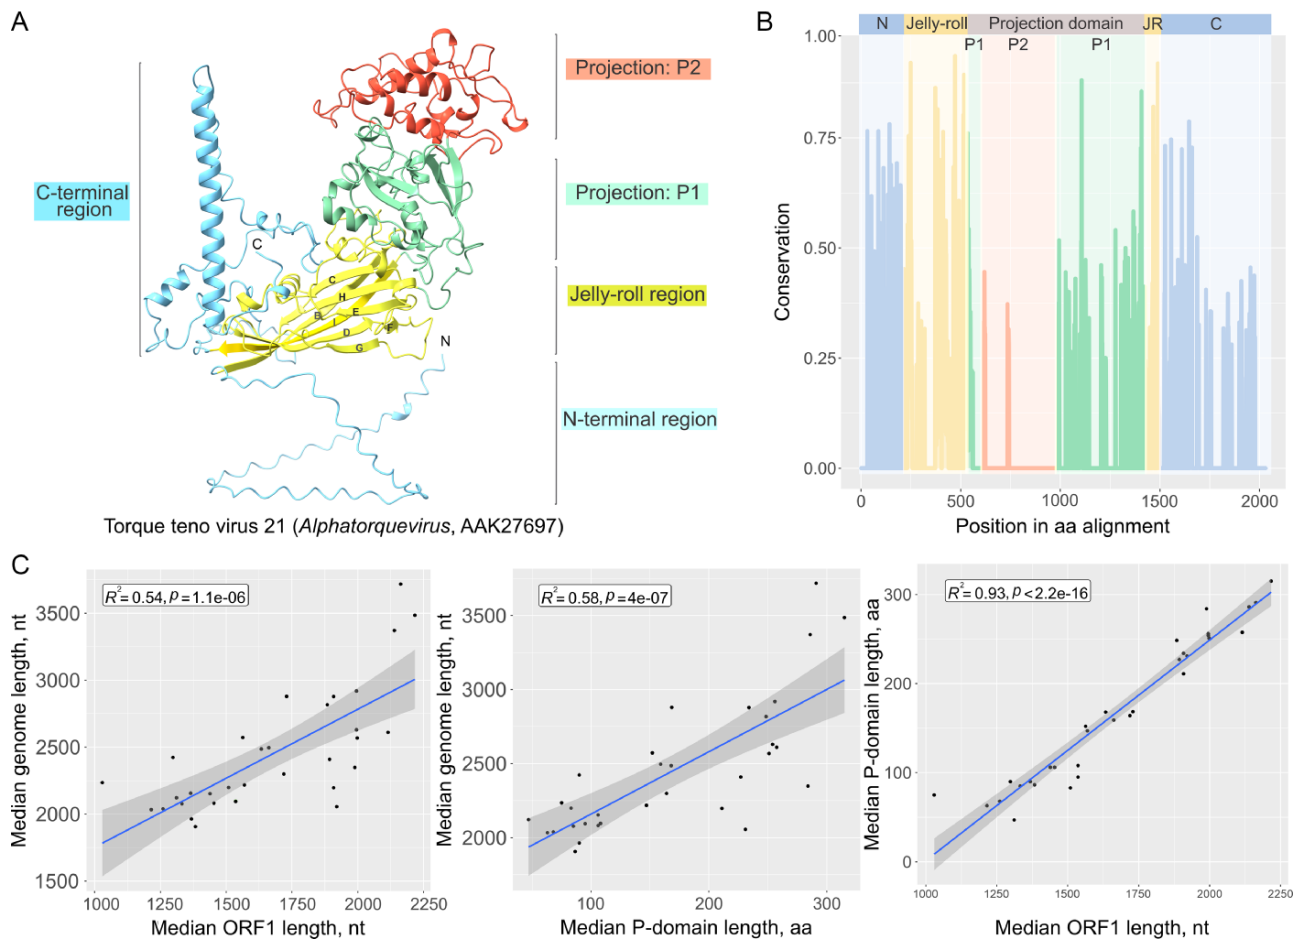 A
Projection: P2
C-terminal
region
Projection: P1
C
C
H
B
I
E
F
D
G
Jelly-roll region
N
N-terminal region
Torque teno virus 21 (Alphatorquevirus, AAK27697)
B
N Jelly-roll Projection domain JR C
P1 P2 P1
1.00
0.75
0.50
0.25
0.00
Conservation
0 500 1000 1500 2000
Position in aa alignment
C
R²= 0.54, p = 1.1e-06
3500
3000
2500
2000
1500
Median genome length, nt
1000 1250 1500 1750 2000 2250
Median ORF1 length, nt
R²= 0.58, p = 4e-07
3500
3000
2500
2000
Median genome length, nt
100 200 300
Median P-domain length, aa
R²= 0.93, p < 2.2e-16
300
200
100
0
Median P-domain length, aa
1000 1250 1500 1750 2000 2250
Median ORF1 length, nt